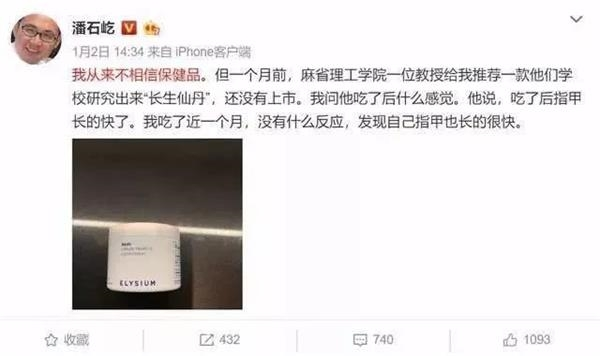 潘石屹
1月2日 14:34 来自 iPhone客户端
我从来不相信保健品。但一个月前，麻省理工学院一位教授给我推荐一款他们学
校研究出来“长生仙丹”，还没有上市。我问他吃了后什么感觉。他说，吃了后指甲
长的快了。我吃了近一个月，没有什么反应，发现自己指甲也长的很快。
ELYSIUM
收藏
432
740
1093